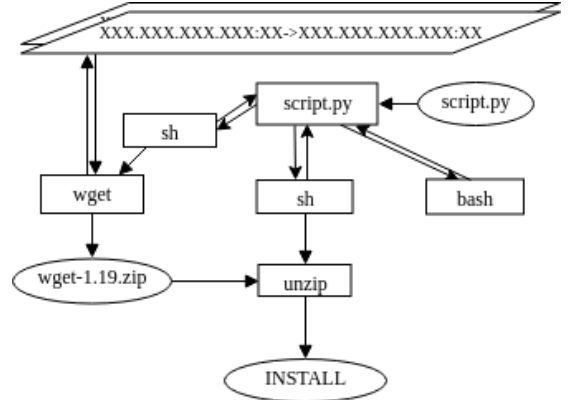 XXX.XXX.XXX.XXX:XX->XXX.XXX.XXX.XXX:XX
script.py
script.py
sh
wget
sh
bash
wget-1.19.zip
unzip
INSTALL